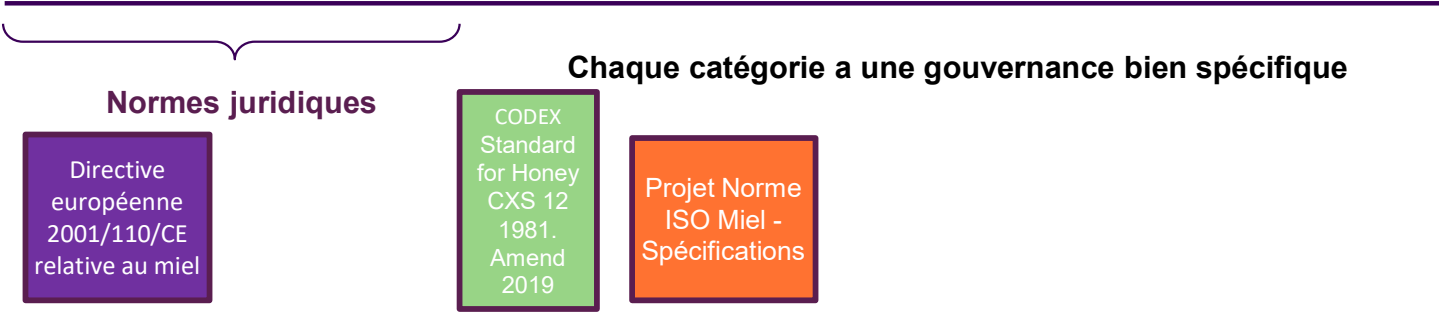 Chaque catégorie a une gouvernance bien spécifique
Normes juridiques
Directive
européenne
2001/110/CE
relative au miel
CODEX
Standard
for Honey
CXS 12
1981.
Amend
2019
Projet Norme
ISO Miel -
Spécifications